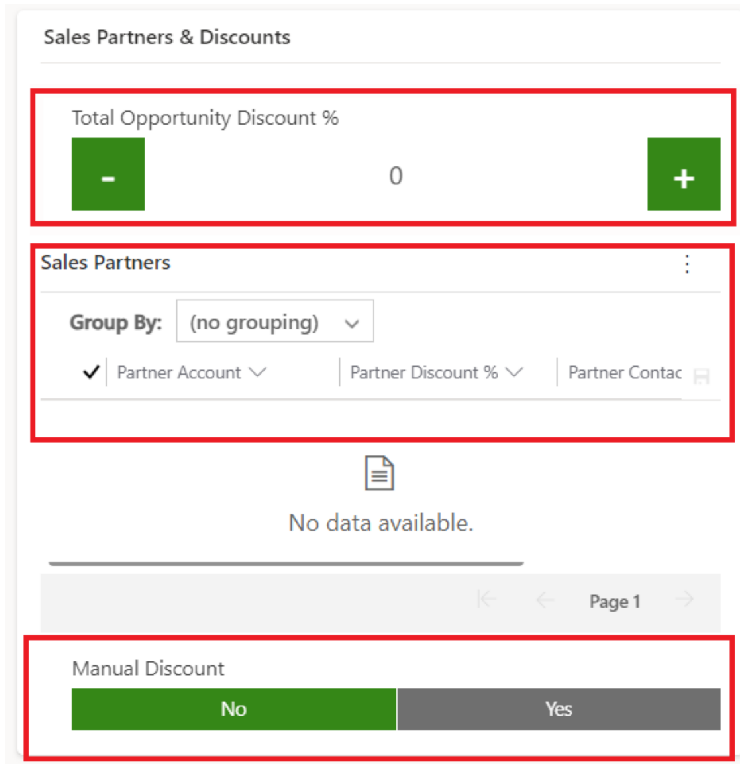 Sales Partners & Discounts
Total Opportunity Discount %
- 0 +
Sales Partners
Group By: (no grouping)
Partner Account Partner Discount % Partner Contac
No data available.
Page 1
Manual Discount
No Yes